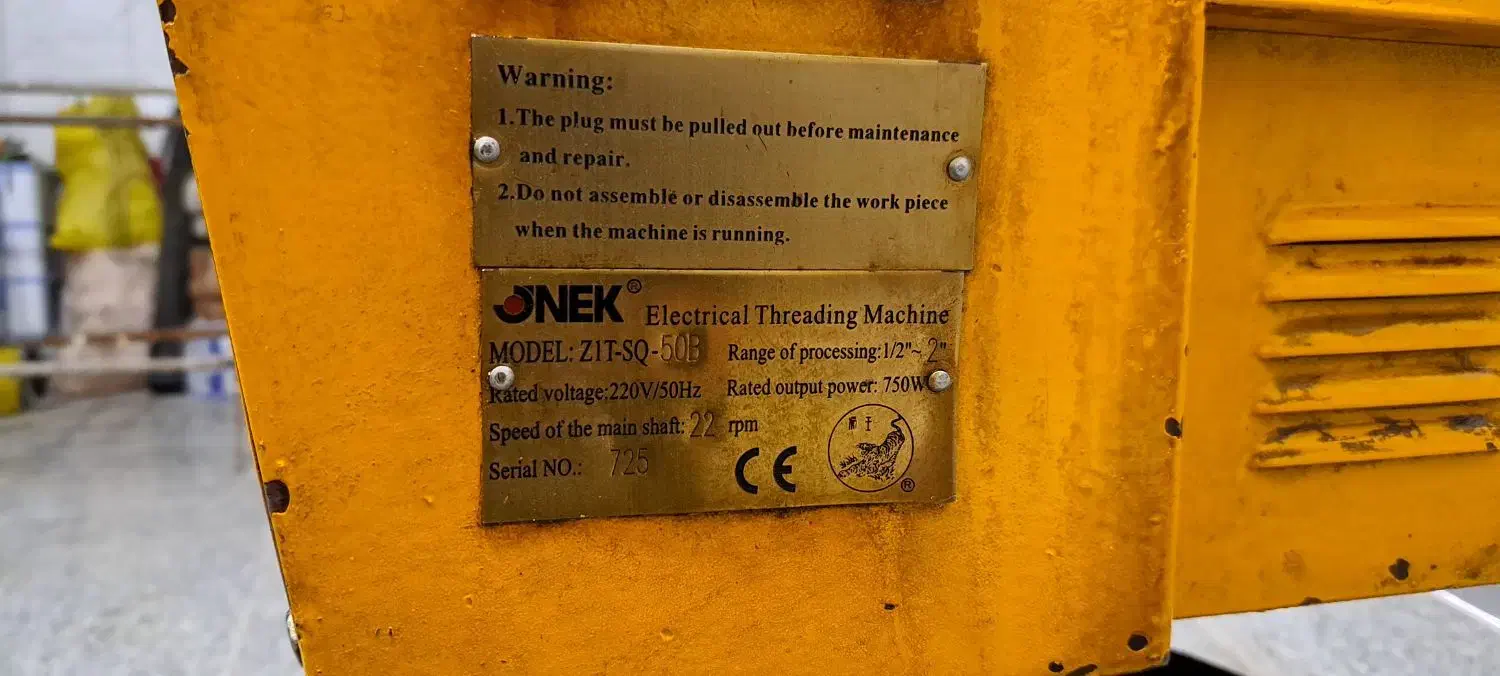 Warning:
1.The plug must be pulled out before maintenance
and repair.
2.Do not assemble or disassemble the work piece
when the machine is running.
JONEK® Electrical Threading Machine
MODEL: Z1T-SQ-50B Range of processing:1/2"~ 2"
Rated voltage:220V/50Hz Rated output power: 750W
Speed of the main shaft: 22 rpm
Serial NO.: 725
CE
®